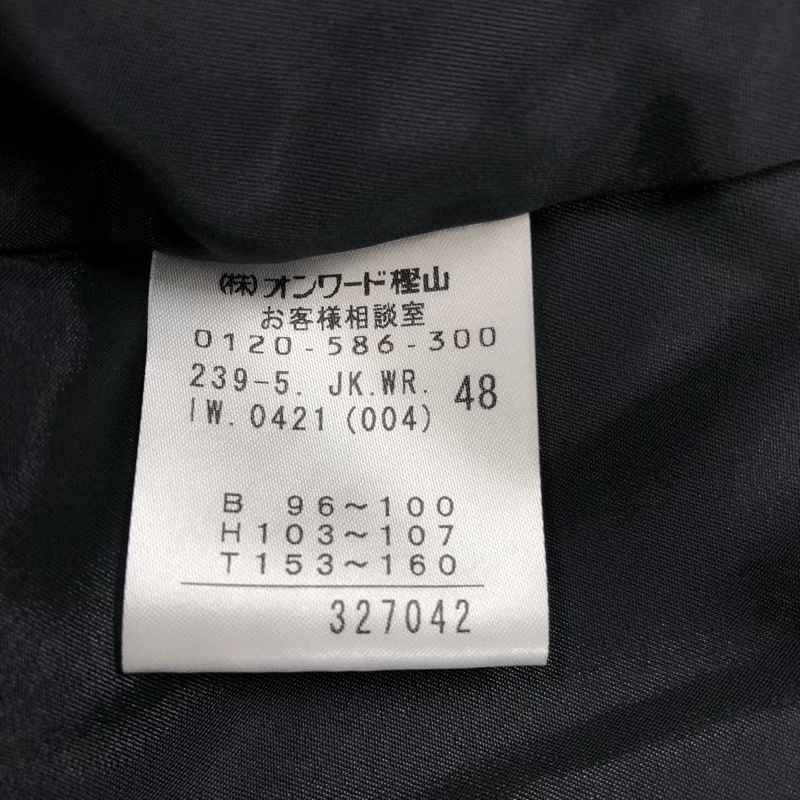 (株)オンワード樫山
お客様相談室
0120-586-300
239-5. JK.WR. 48
IW.0421 (004)
B 96~100
H103~107
T153~160
327042